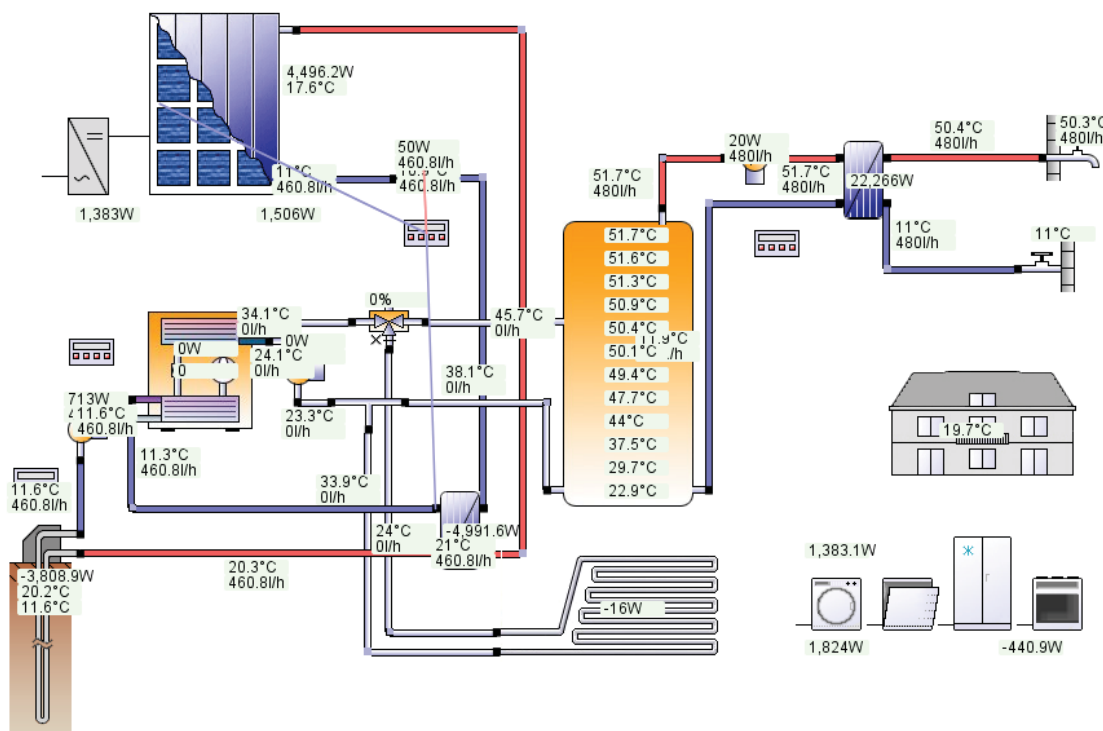 4,496.2W
17.6°C
50W
460.8l/h
460.8l/h
11°C
460.8l/h
1,383W
1,506W
20W
480l/h
51.7°C
480l/h
51.7°C
480l/h
22,266W
50.4°C
480l/h
50.3°C
480l/h
11°C
480l/h
11°C
51.7°C
51.6°C
51.3°C
50.9°C
50.4°C
50.1°C
49.4°C
47.7°C
44°C
37.5°C
29.7°C
22.9°C
0%
34.1°C
0l/h
45.7°C
0l/h
0W
0W
24.1°C
0l/h
0
38.1°C
0l/h
23.3°C
0l/h
713W
11.6°C
460.8l/h
11.3°C
460.8l/h
11.6°C
460.8l/h
33.9°C
0l/h
24°C
0l/h
-4,991.6W
21°C
460.8l/h
20.3°C
460.8l/h
-3,808.9W
20.2°C
11.6°C
-16W
19.7°C
1,383.1W
1,824W
-440.9W